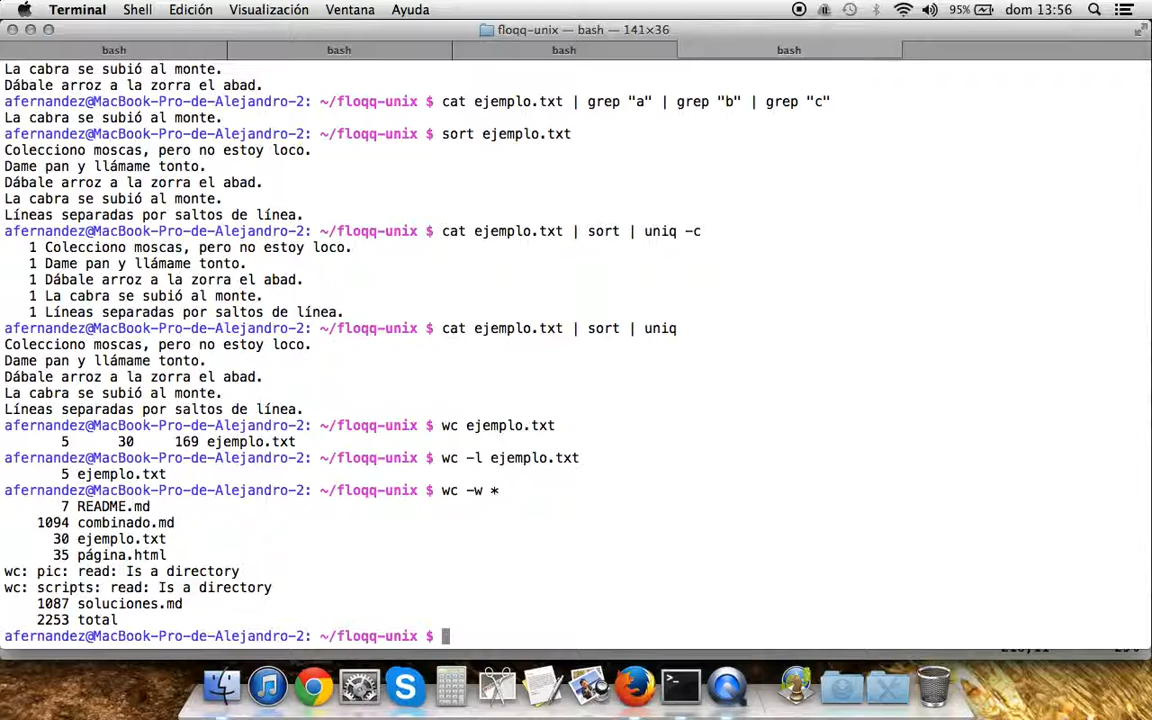 Terminal Shell Edición Visualización Ventana Ayuda 95% dom 13:56
floqq-unix — bash — 141×36
bash bash bash bash
La cabra se subió al monte.
Dábale arroz a la zorra el abad.
afernandez@MacBook-Pro-de-Alejandro-2: ~/floqq-unix $ cat ejemplo.txt | grep "a" | grep "b" | grep "c"
La cabra se subió al monte.
afernandez@MacBook-Pro-de-Alejandro-2: ~/floqq-unix $ sort ejemplo.txt
Colecciono moscas, pero no estoy loco.
Dame pan y llámame tonto.
Dábale arroz a la zorra el abad.
La cabra se subió al monte.
Líneas separadas por saltos de línea.
afernandez@MacBook-Pro-de-Alejandro-2: ~/floqq-unix $ cat ejemplo.txt | sort | uniq -c
1 Colecciono moscas, pero no estoy loco.
1 Dame pan y llámame tonto.
1 Dábale arroz a la zorra el abad.
1 La cabra se subió al monte.
1 Líneas separadas por saltos de línea.
afernandez@MacBook-Pro-de-Alejandro-2: ~/floqq-unix $ cat ejemplo.txt | sort | uniq
Colecciono moscas, pero no estoy loco.
Dame pan y llámame tonto.
Dábale arroz a la zorra el abad.
La cabra se subió al monte.
Líneas separadas por saltos de línea.
afernandez@MacBook-Pro-de-Alejandro-2: ~/floqq-unix $ wc ejemplo.txt
5 30 169 ejemplo.txt
afernandez@MacBook-Pro-de-Alejandro-2: ~/floqq-unix $ wc -l ejemplo.txt
5 ejemplo.txt
afernandez@MacBook-Pro-de-Alejandro-2: ~/floqq-unix $ wc -w *
7 README.md
1094 combinado.md
30 ejemplo.txt
35 página.html
wc: pic: read: Is a directory
wc: scripts: read: Is a directory
1087 soluciones.md
2253 total
afernandez@MacBook-Pro-de-Alejandro-2: ~/floqq-unix $